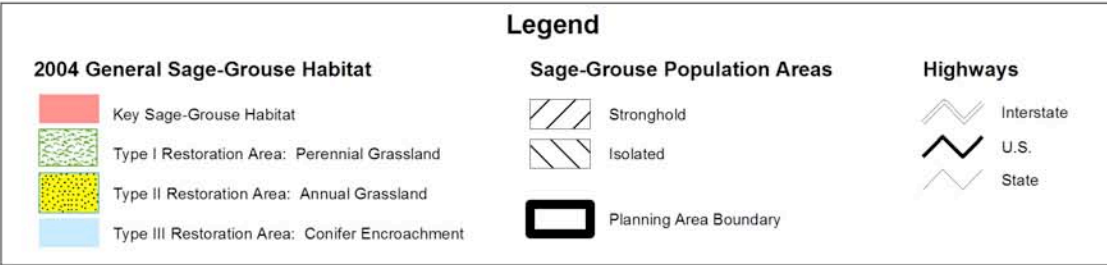 Legend
2004 General Sage-Grouse Habitat
Key Sage-Grouse Habitat
Type I Restoration Area: Perennial Grassland
Type II Restoration Area: Annual Grassland
Type III Restoration Area: Conifer Encroachment
Sage-Grouse Population Areas
Stronghold
Isolated
Planning Area Boundary
Highways
Interstate
U.S.
State